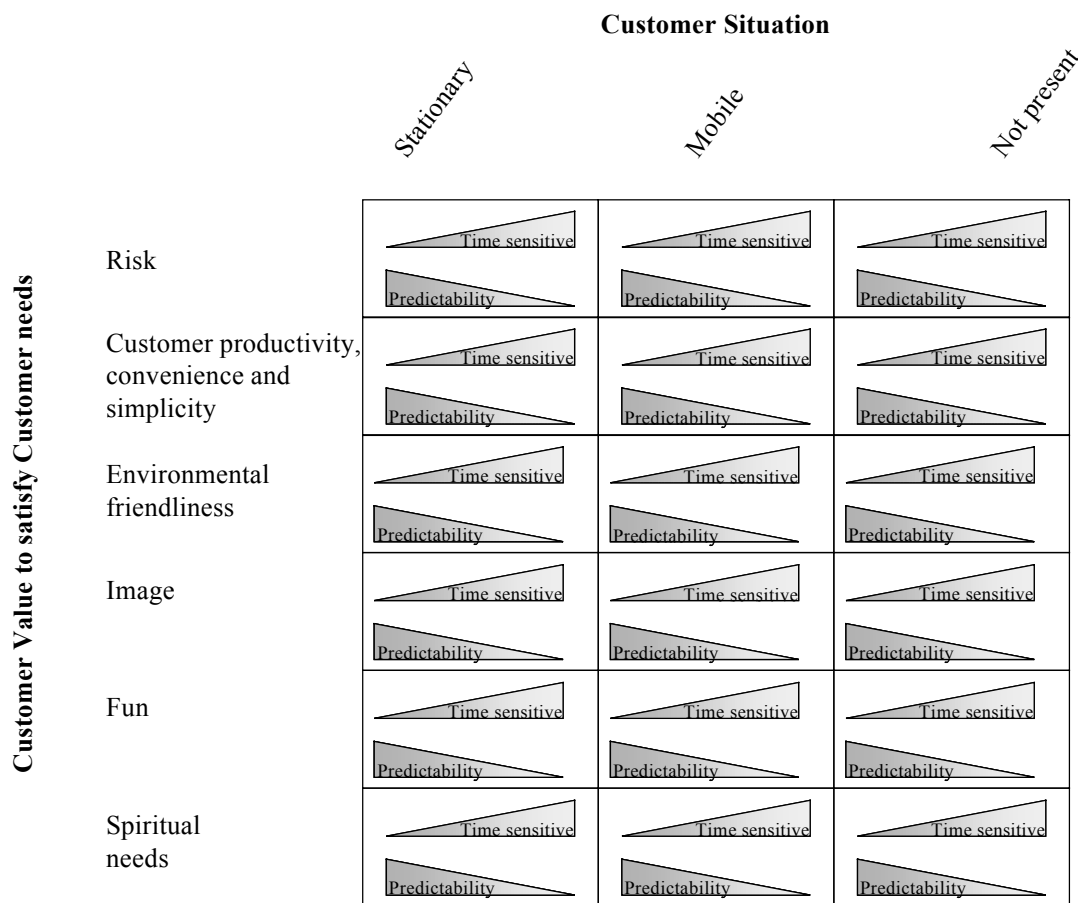 Customer Situation
Stationary
Mobile
Not present
Customer Value to satisfy Customer needs
Risk
Time sensitive
Predictability
Time sensitive
Predictability
Time sensitive
Predictability
Customer productivity,
convenience and
simplicity
Time sensitive
Predictability
Time sensitive
Predictability
Time sensitive
Predictability
Environmental
friendliness
Time sensitive
Predictability
Time sensitive
Predictability
Time sensitive
Predictability
Image
Time sensitive
Predictability
Time sensitive
Predictability
Time sensitive
Predictability
Fun
Time sensitive
Predictability
Time sensitive
Predictability
Time sensitive
Predictability
Spiritual
needs
Time sensitive
Predictability
Time sensitive
Predictability
Time sensitive
Predictability